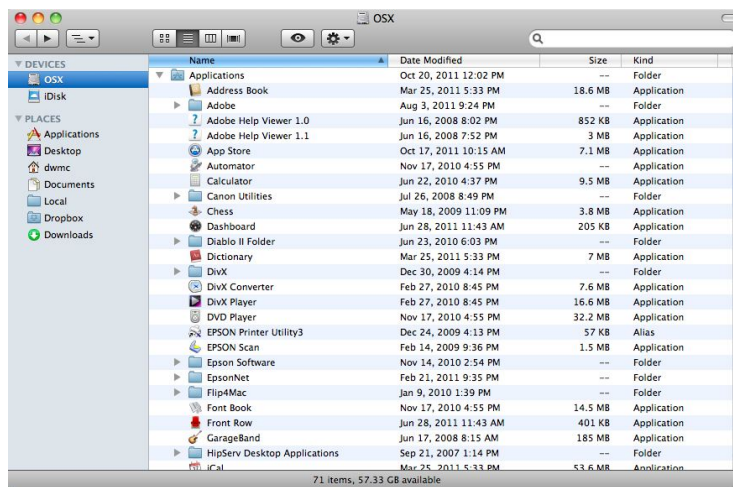 OSX
Name Date Modified Size Kind
DEVICES
OSX
iDisk
PLACES
Applications
Desktop
dwmc
Documents
Local
Dropbox
Downloads
Applications Oct 20, 2011 12:02 PM -- Folder
Address Book Mar 25, 2011 5:33 PM 18.6 MB Application
Adobe Aug 3, 2011 9:24 PM -- Folder
Adobe Help Viewer 1.0 Jun 16, 2008 8:02 PM 852 KB Application
Adobe Help Viewer 1.1 Jun 16, 2008 7:52 PM 3 MB Application
App Store Oct 17, 2011 10:15 AM 7.1 MB Application
Automator Nov 17, 2010 4:55 PM Application
Calculator Jun 22, 2010 4:37 PM 9.5 MB Application
Canon Utilities Jul 26, 2008 8:49 PM -- Folder
Chess May 18, 2009 11:09 PM 3.8 MB Application
Dashboard Jun 28, 2011 11:43 AM 205 KB Application
Diablo II Folder Jun 23, 2010 6:03 PM -- Folder
Dictionary Mar 25, 2011 5:33 PM 7 MB Application
DivX Dec 30, 2009 4:14 PM -- Folder
DivX Converter Feb 27, 2010 8:45 PM 7.6 MB Application
DivX Player Feb 27, 2010 8:45 PM 16.6 MB Application
DVD Player Nov 17, 2010 4:55 PM 32.2 MB Application
EPSON Printer Utility3 Dec 24, 2009 4:13 PM 57 KB Alias
EPSON Scan Feb 14, 2009 9:36 PM 1.5 MB Application
Epson Software Nov 14, 2010 2:54 PM -- Folder
EpsonNet Feb 21, 2011 9:35 PM -- Folder
Flip4Mac Jan 9, 2010 1:39 PM -- Folder
Font Book Nov 17, 2010 4:55 PM 14.5 MB Application
Front Row Jun 28, 2011 11:43 AM 401 KB Application
GarageBand Jun 17, 2008 8:15 AM 185 MB Application
HipServ Desktop Applications Sep 21, 2007 1:14 PM -- Folder
iCal Mar 25, 2011 5:33 PM 53.6 MB Application
71 items, 57.33 GB available